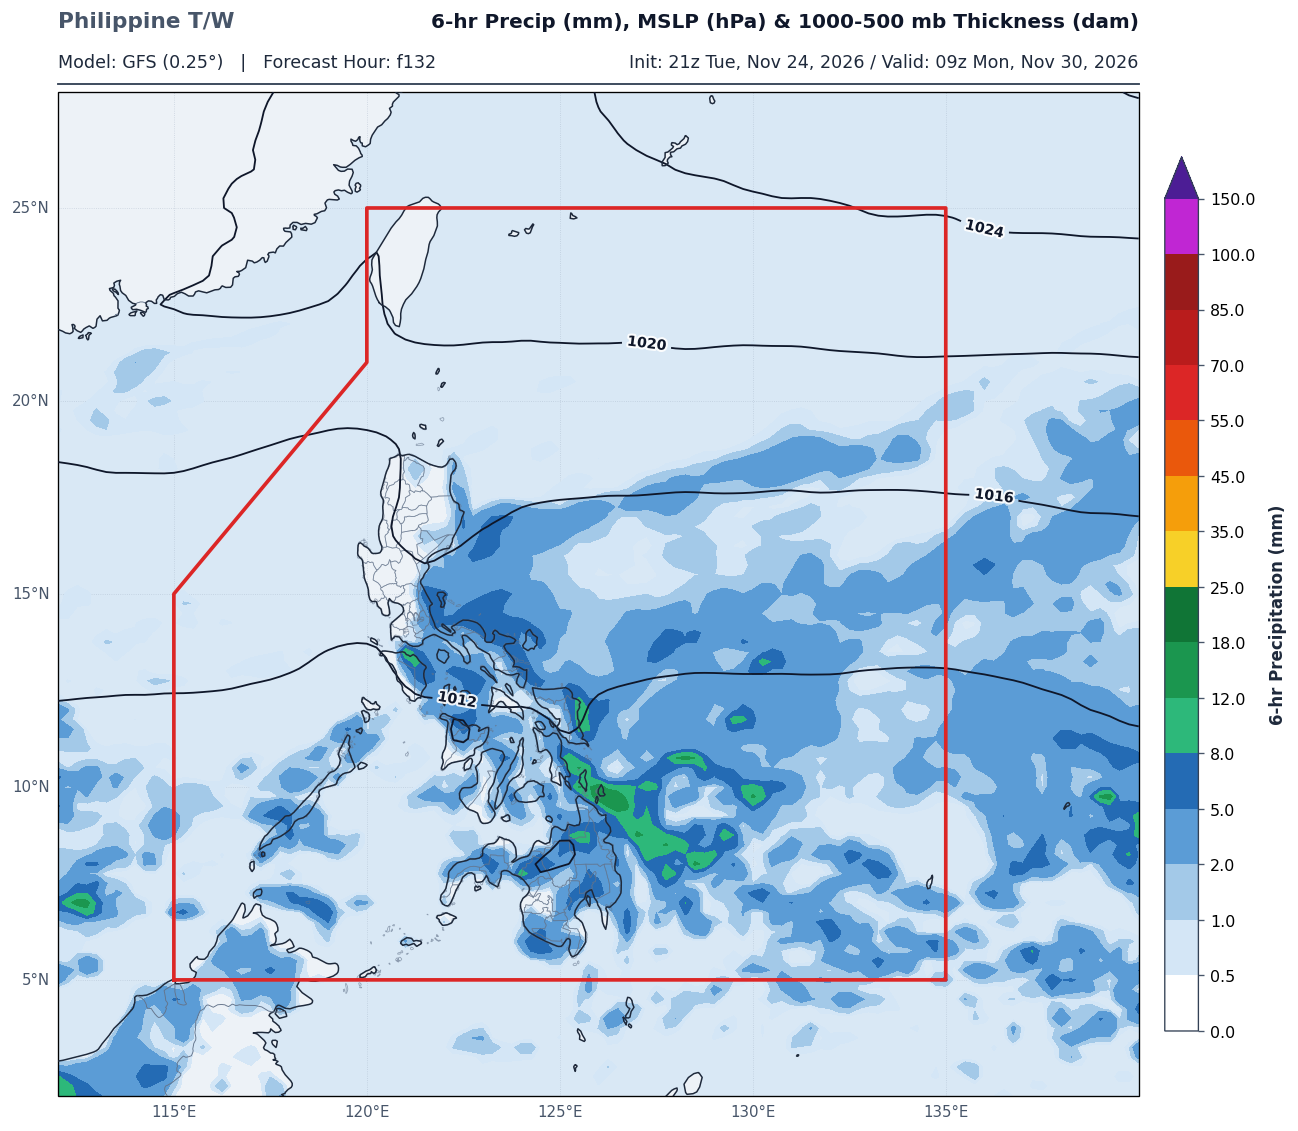 Philippine T/W
6-hr Precip (mm), MSLP (hPa) & 1000-500 mb Thickness (dam)
Model: GFS (0.25°)   |   Forecast Hour: f132
Init: 21z Tue, Nov 24, 2026 / Valid: 09z Mon, Nov 30, 2026
25°N
20°N
15°N
10°N
5°N
1024
1020
1016
1012
115°E
120°E
125°E
130°E
135°E
150.0
100.0
85.0
70.0
55.0
45.0
35.0
25.0
18.0
12.0
8.0
5.0
2.0
1.0
0.5
0.0
6-hr Precipitation (mm)